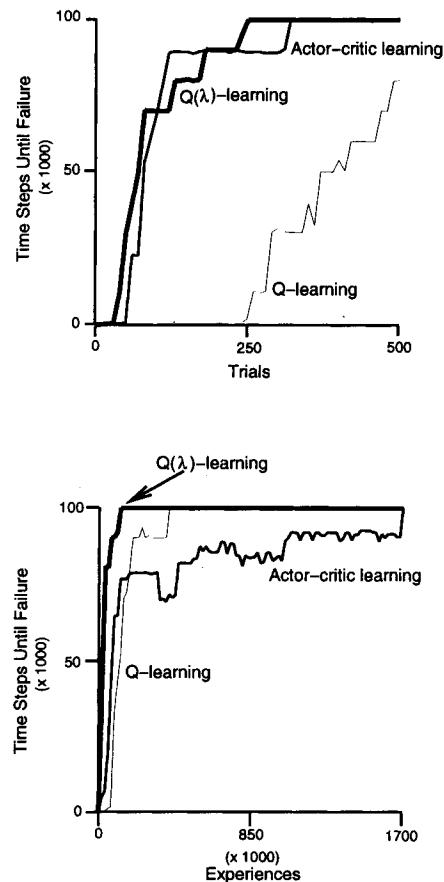 100
Actor-critic learning
Q(λ)-learning
Time Steps Until Failure
(x 1000)
50
Q-learning
0
0
250
500
Trials
Q(λ)-learning
100
Actor-critic learning
Time Steps Until Failure
(x 1000)
50
Q-learning
0
0
850
1700
(x 1000)
Experiences